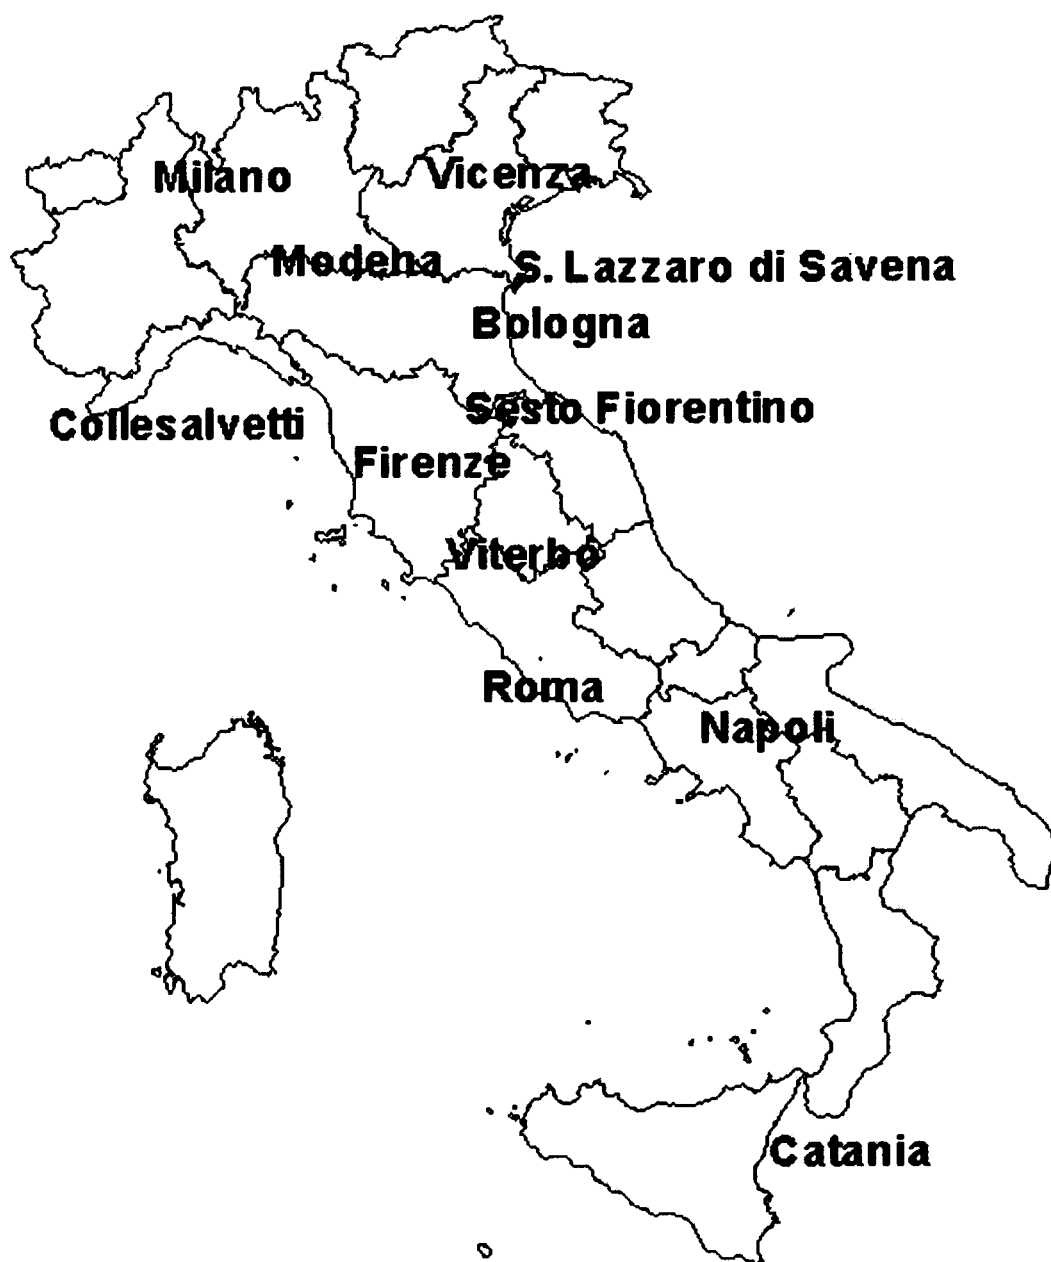 Milano
Vicenza
Modena
S. Lazzaro di Savena
Bologna
Sesto Fiorentino
Collesalvetti
Firenze
Viterbo
Roma
Napoli
Catania